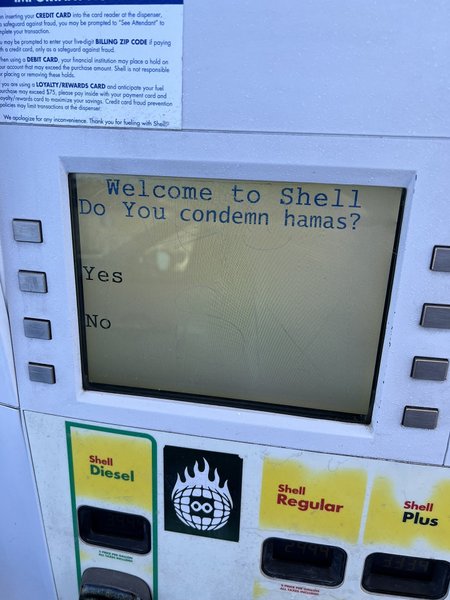 en inserting your CREDIT CARD into the card reader at the dispenser,
safeguard against fraud, you may be prompted to "See Attendant" to
plete your transaction.
may be prompted to enter your five-digit BILLING ZIP CODE if paying
th a credit card, only as a safeguard against fraud.
hen using a DEBIT CARD, your financial institution may place a hold on
ur account that may exceed the purchase amount. Shell is not responsible
r placing or removing these holds.
you are using a LOYALTY/REWARDS CARD and anticipate your fuel
urchase may exceed $75, please pay inside with your payment card and
oyalty/rewards card to maximize your savings. Credit card fraud prevention
policies may limit transactions at the dispenser.
We apologize for any inconvenience. Thank you for fueling with Shell®
Welcome to Shell
Do You condemn hamas?
Yes
No
Shell
Diesel
Shell
Regular
Shell
Plus